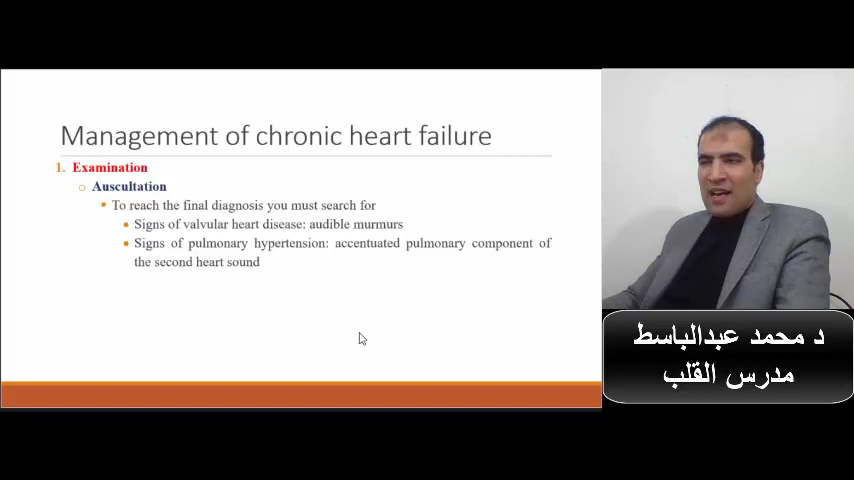 Management of chronic heart failure
1. Examination
Auscultation
To reach the final diagnosis you must search for
Signs of valvular heart disease: audible murmurs
Signs of pulmonary hypertension: accentuated pulmonary component of
the second heart sound
د محمد عبدالباسط
مدرس القلب